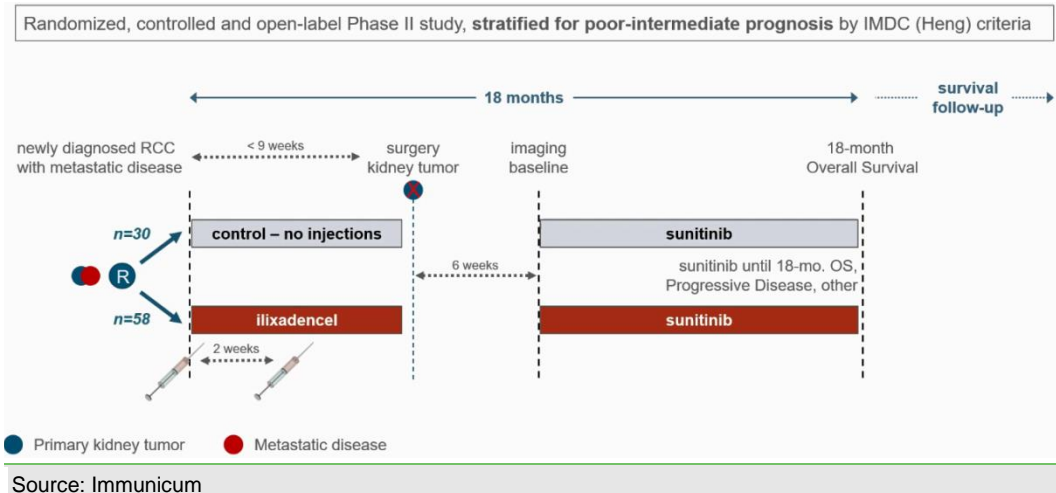 Randomized, controlled and open-label Phase II study, stratified for poor-intermediate prognosis by IMDC (Heng) criteria
18 months
survival
follow-up
newly diagnosed RCC
with metastatic disease
< 9 weeks
surgery
kidney tumor
imaging
baseline
18-month
Overall Survival
X
n=30
control – no injections
sunitinib
R
6 weeks
sunitinib until 18-mo. OS,
Progressive Disease, other
n=58
ilixadencel
sunitinib
2 weeks
Primary kidney tumor
Metastatic disease
Source: Immunicum